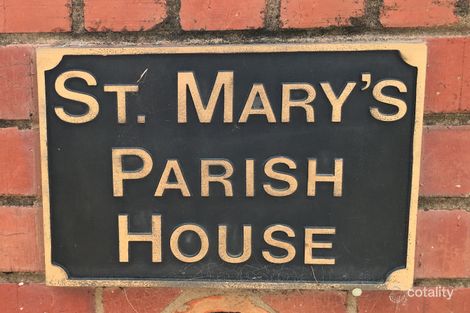 St. Mary's
Parish
House
cotality